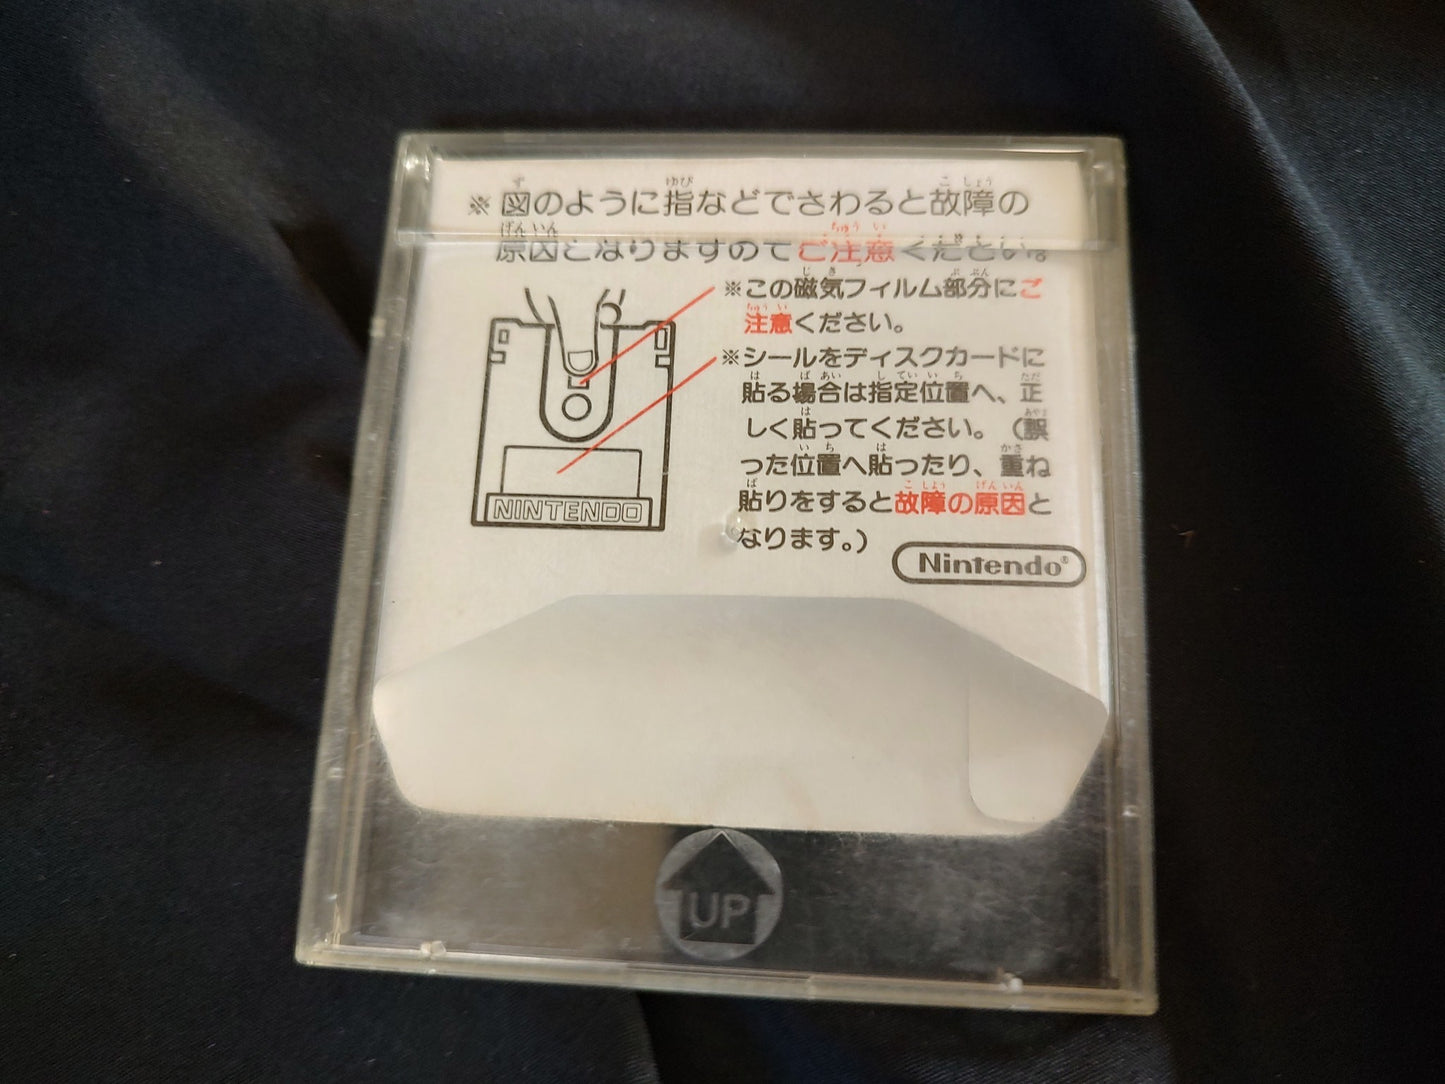 ※図のように指などでさわると故障の
原因となりますのでご注意ください。
※この磁気フィルム部分にご
注意ください。
※シールをディスクカードに
貼る場合は指定位置へ、正
しく貼ってください。(誤
った位置へ貼ったり、重ね
貼りをすると故障の原因と
なります。)
NINTENDO
Nintendo®
UP